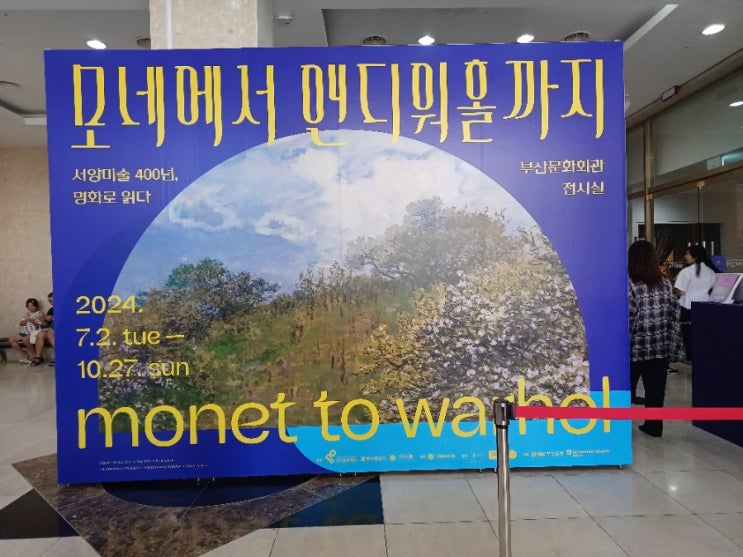 모네에서 앤디워홀까지
서양미술 400년,
명화로 읽다
부산문화회관
전시실
2024.
7.2. tue —
10.27. sun
monet to warhol